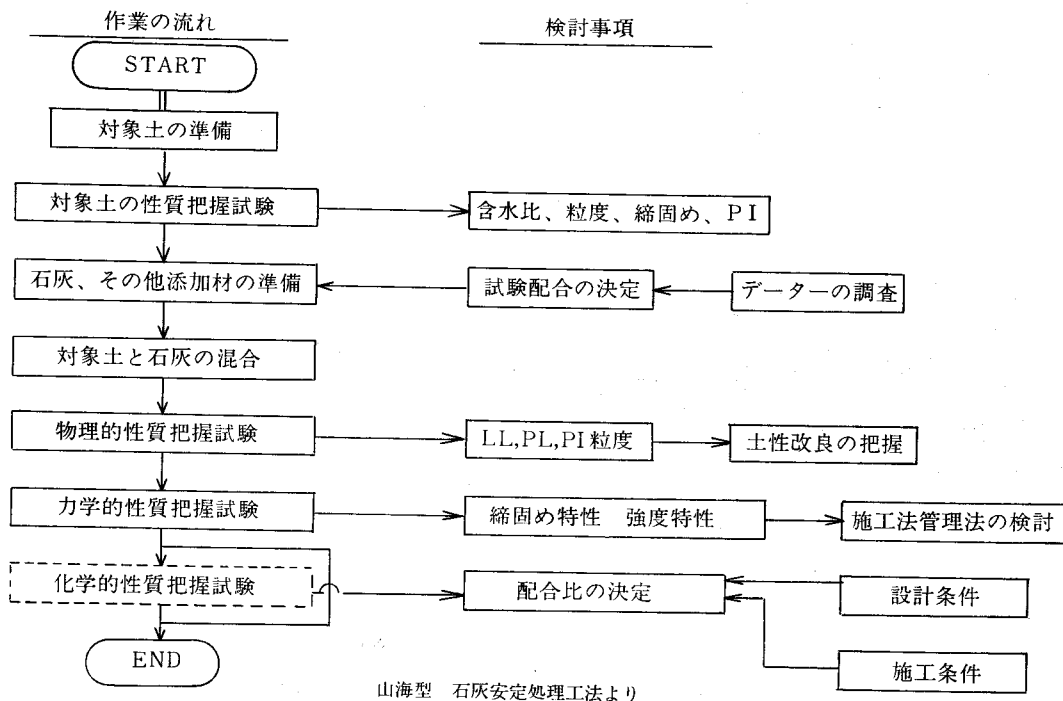 作業の流れ 検討事項
START
対象土の準備
対象土の性質把握試験 含水比、粒度、締固め、PI
石灰、その他添加材の準備 試験配合の決定 データーの調査
対象土と石灰の混合
物理的性質把握試験 LL,PL,PI粒度 土性改良の把握
力学的性質把握試験 締固め特性 強度特性 施工法管理法の検討
化学的性質把握試験 配合比の決定 設計条件
END 施工条件
山海型 石灰安定処理工法より